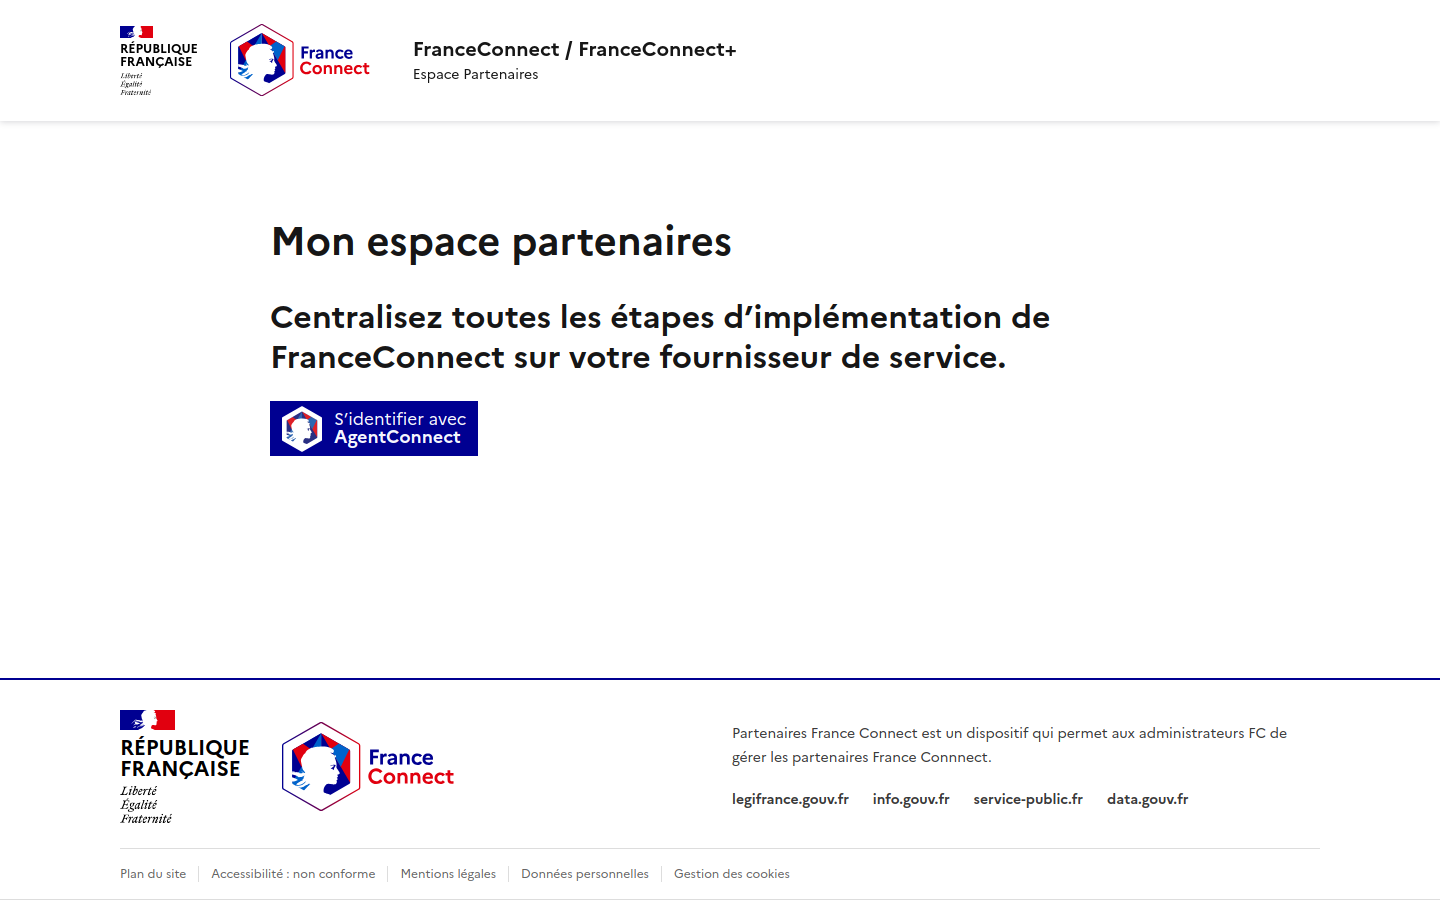 RÉPUBLIQUE
FRANÇAISE
Liberté
Égalité
Fraternité
France
Connect
FranceConnect / FranceConnect+
Espace Partenaires
Mon espace partenaires
Centralisez toutes les étapes d’implémentation de
FranceConnect sur votre fournisseur de service.
S’identifier avec
AgentConnect
RÉPUBLIQUE
FRANÇAISE
Liberté
Égalité
Fraternité
France
Connect
Partenaires France Connect est un dispositif qui permet aux administrateurs FC de
gérer les partenaires France Connnect.
legifrance.gouv.fr info.gouv.fr service-public.fr data.gouv.fr
Plan du site Accessibilité : non conforme Mentions légales Données personnelles Gestion des cookies